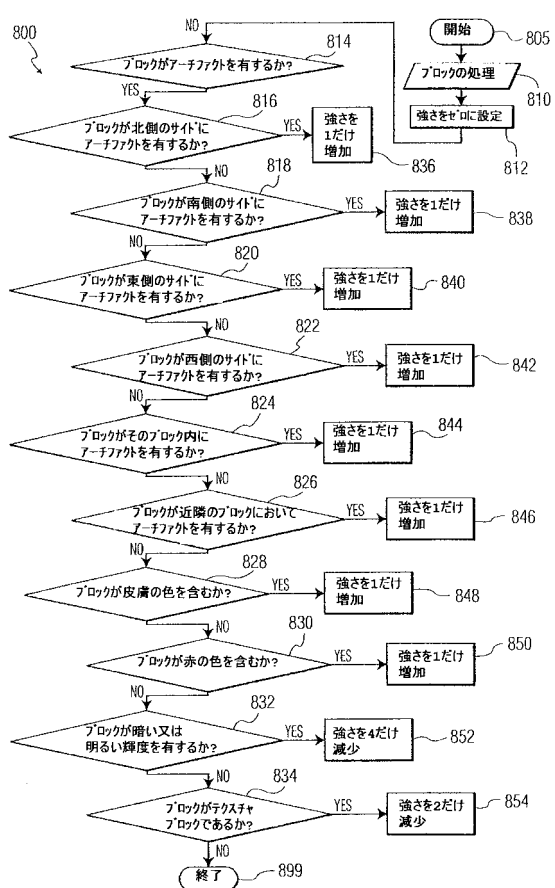 800
開始
805
ブロックの処理
810
強さをゼロに設定
812
NO
814
ブロックがアーチファクトを有するか?
YES
816
ブロックが北側のサイドに
アーチファクトを有するか?
YES
強さを
1だけ
増加
836
NO
818
ブロックが南側のサイドに
アーチファクトを有するか?
YES
強さを1だけ
増加
838
NO
820
ブロックが東側のサイドに
アーチファクトを有するか?
YES
強さを1だけ
増加
840
NO
822
ブロックが西側のサイドに
アーチファクトを有するか?
YES
強さを1だけ
増加
842
NO
824
ブロックがそのブロック内に
アーチファクトを有するか?
YES
強さを1だけ
増加
844
NO
826
ブロックが近隣のブロックにおいて
アーチファクトを有するか?
YES
強さを1だけ
増加
846
NO
828
ブロックが皮膚の色を含むか?
YES
強さを1だけ
増加
848
NO
830
ブロックが赤の色を含むか?
YES
強さを1だけ
増加
850
NO
832
ブロックが暗い又は
明るい輝度を有するか?
YES
強さを4だけ
減少
852
NO
834
ブロックがテクスチャ
ブロックであるか?
YES
強さを2だけ
減少
854
NO
終了
899